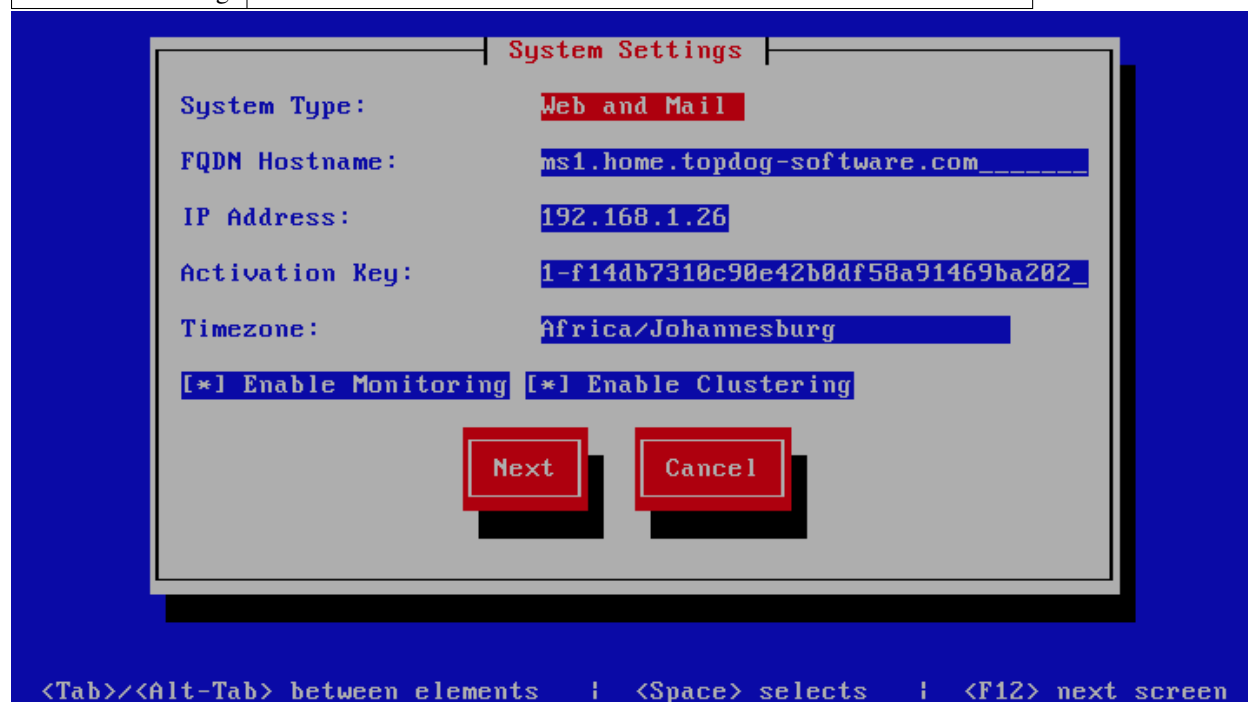 System Settings
System Type: Web and Mail
FQDN Hostname: ms1.home.topdog-software.com_______
IP Address: 192.168.1.26
Activation Key: 1-f14db7310c90e42b0df58a91469ba202_
Timezone: Africa/Johannesburg
[*] Enable Monitoring [*] Enable Clustering
Next Cancel
<Tab>/<Alt-Tab> between elements | <Space> selects | <F12> next screen